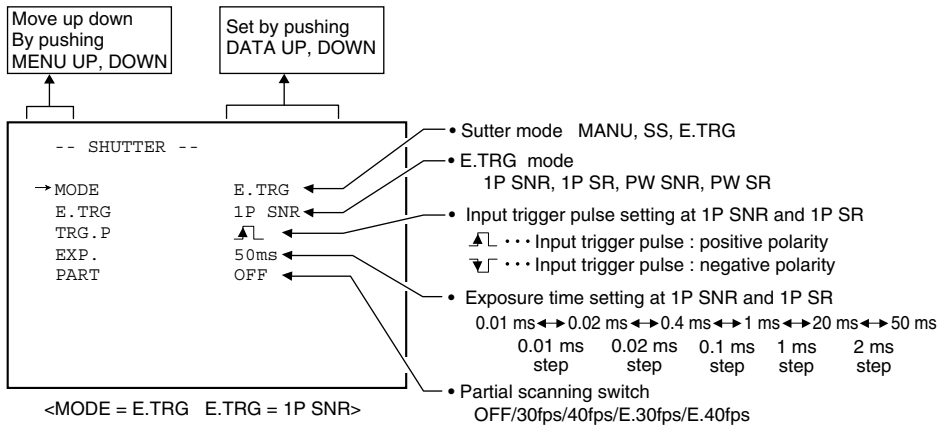 Move up down
By pushing
MENU UP, DOWN
Set by pushing
DATA UP, DOWN
-- SHUTTER --
→MODE E.TRG
E.TRG 1P SNR
TRG.P
EXP. 50ms
PART OFF
<MODE = E.TRG E.TRG = 1P SNR>
• Sutter mode MANU, SS, E.TRG
• E.TRG mode
1P SNR, 1P SR, PW SNR, PW SR
• Input trigger pulse setting at 1P SNR and 1P SR
･･･Input trigger pulse : positive polarity
･･･Input trigger pulse : negative polarity
• Exposure time setting at 1P SNR and 1P SR
0.01 ms↔0.02 ms↔0.4 ms↔1 ms↔20 ms↔50 ms
0.01 ms 0.02 ms 0.1 ms 1 ms 2 ms
step step step step step
• Partial scanning switch
OFF/30fps/40fps/E.30fps/E.40fps